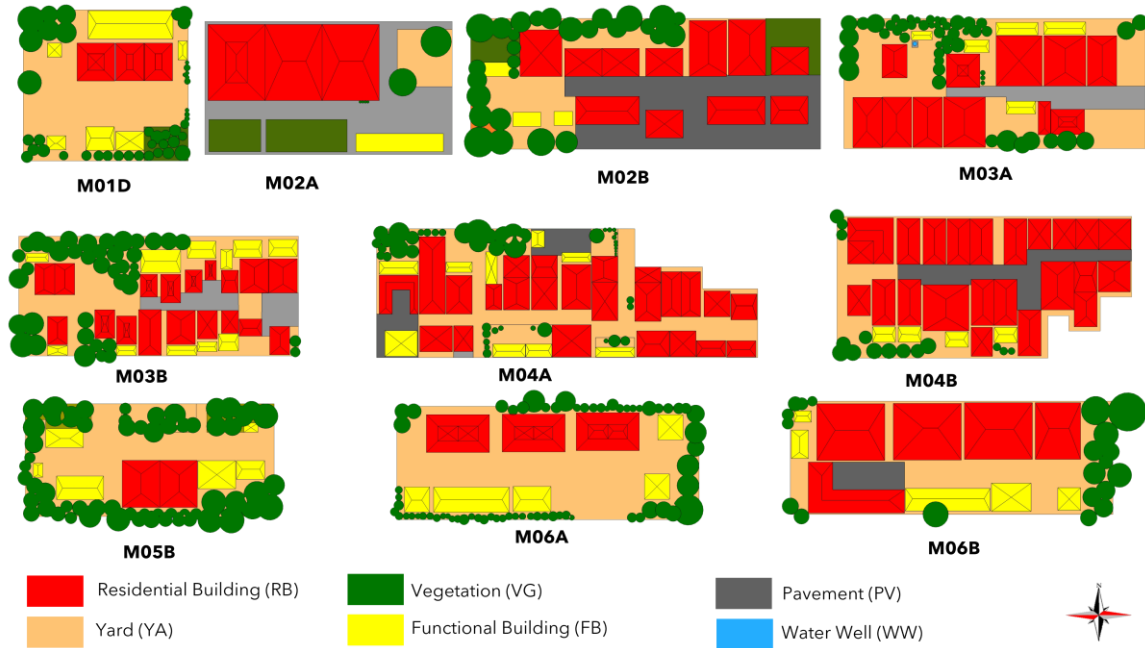 M01D
M02A
M02B
M03A
M03B
M04A
M04B
M05B
M06A
M06B
Residential Building (RB)
Vegetation (VG)
Pavement (PV)
Yard (YA)
Functional Building (FB)
Water Well (WW)
N